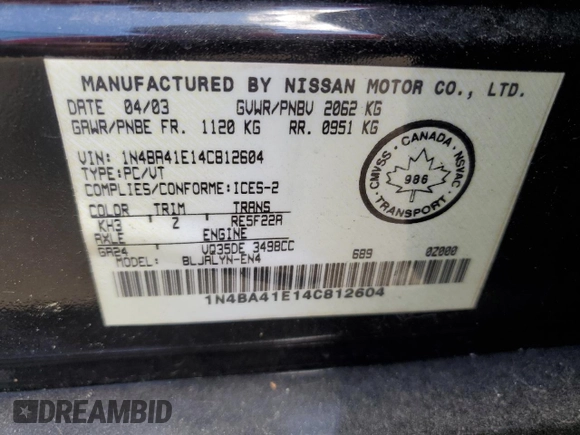 MANUFACTURED BY NISSAN MOTOR CO., LTD.
DATE 04/03 GVWR/PNBV 2062 KG
GAWR/PNBE FR. 1120 KG RR. 0951 KG
VIN: 1N4BA41E14C812604
TYPE:PC/VT
COMPLIES/CONFORME:ICES-2
COLOR TRIM TRANS
KH3 Z RE5F22A
AXLE ENGINE
GA24 VQ35DE 3498CC
MODEL: BLJALYN-EN4 689 02000
1N4BA41E14C812604
CANADA
CMVSS NSVAC
986
TRANSPORT
DREAMBID